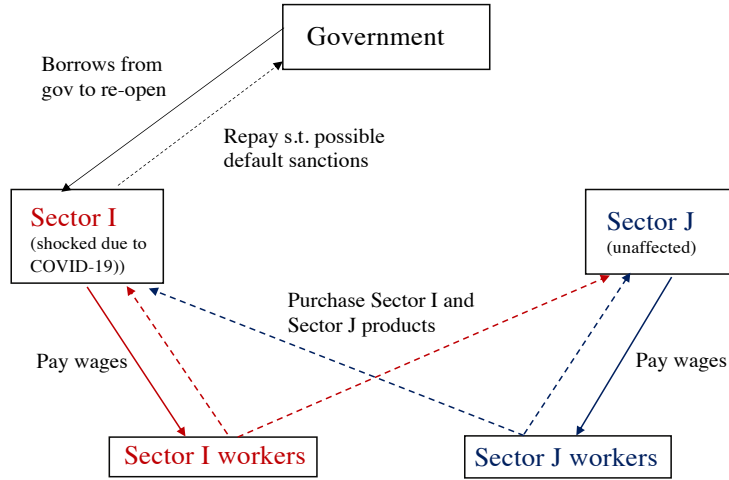 Government
Borrows from
gov to re-open
Repay s.t. possible
default sanctions
Sector I
(shocked due to
COVID-19))
Sector J
(unaffected)
Purchase Sector I and
Sector J products
Pay wages
Pay wages
Sector I workers
Sector J workers